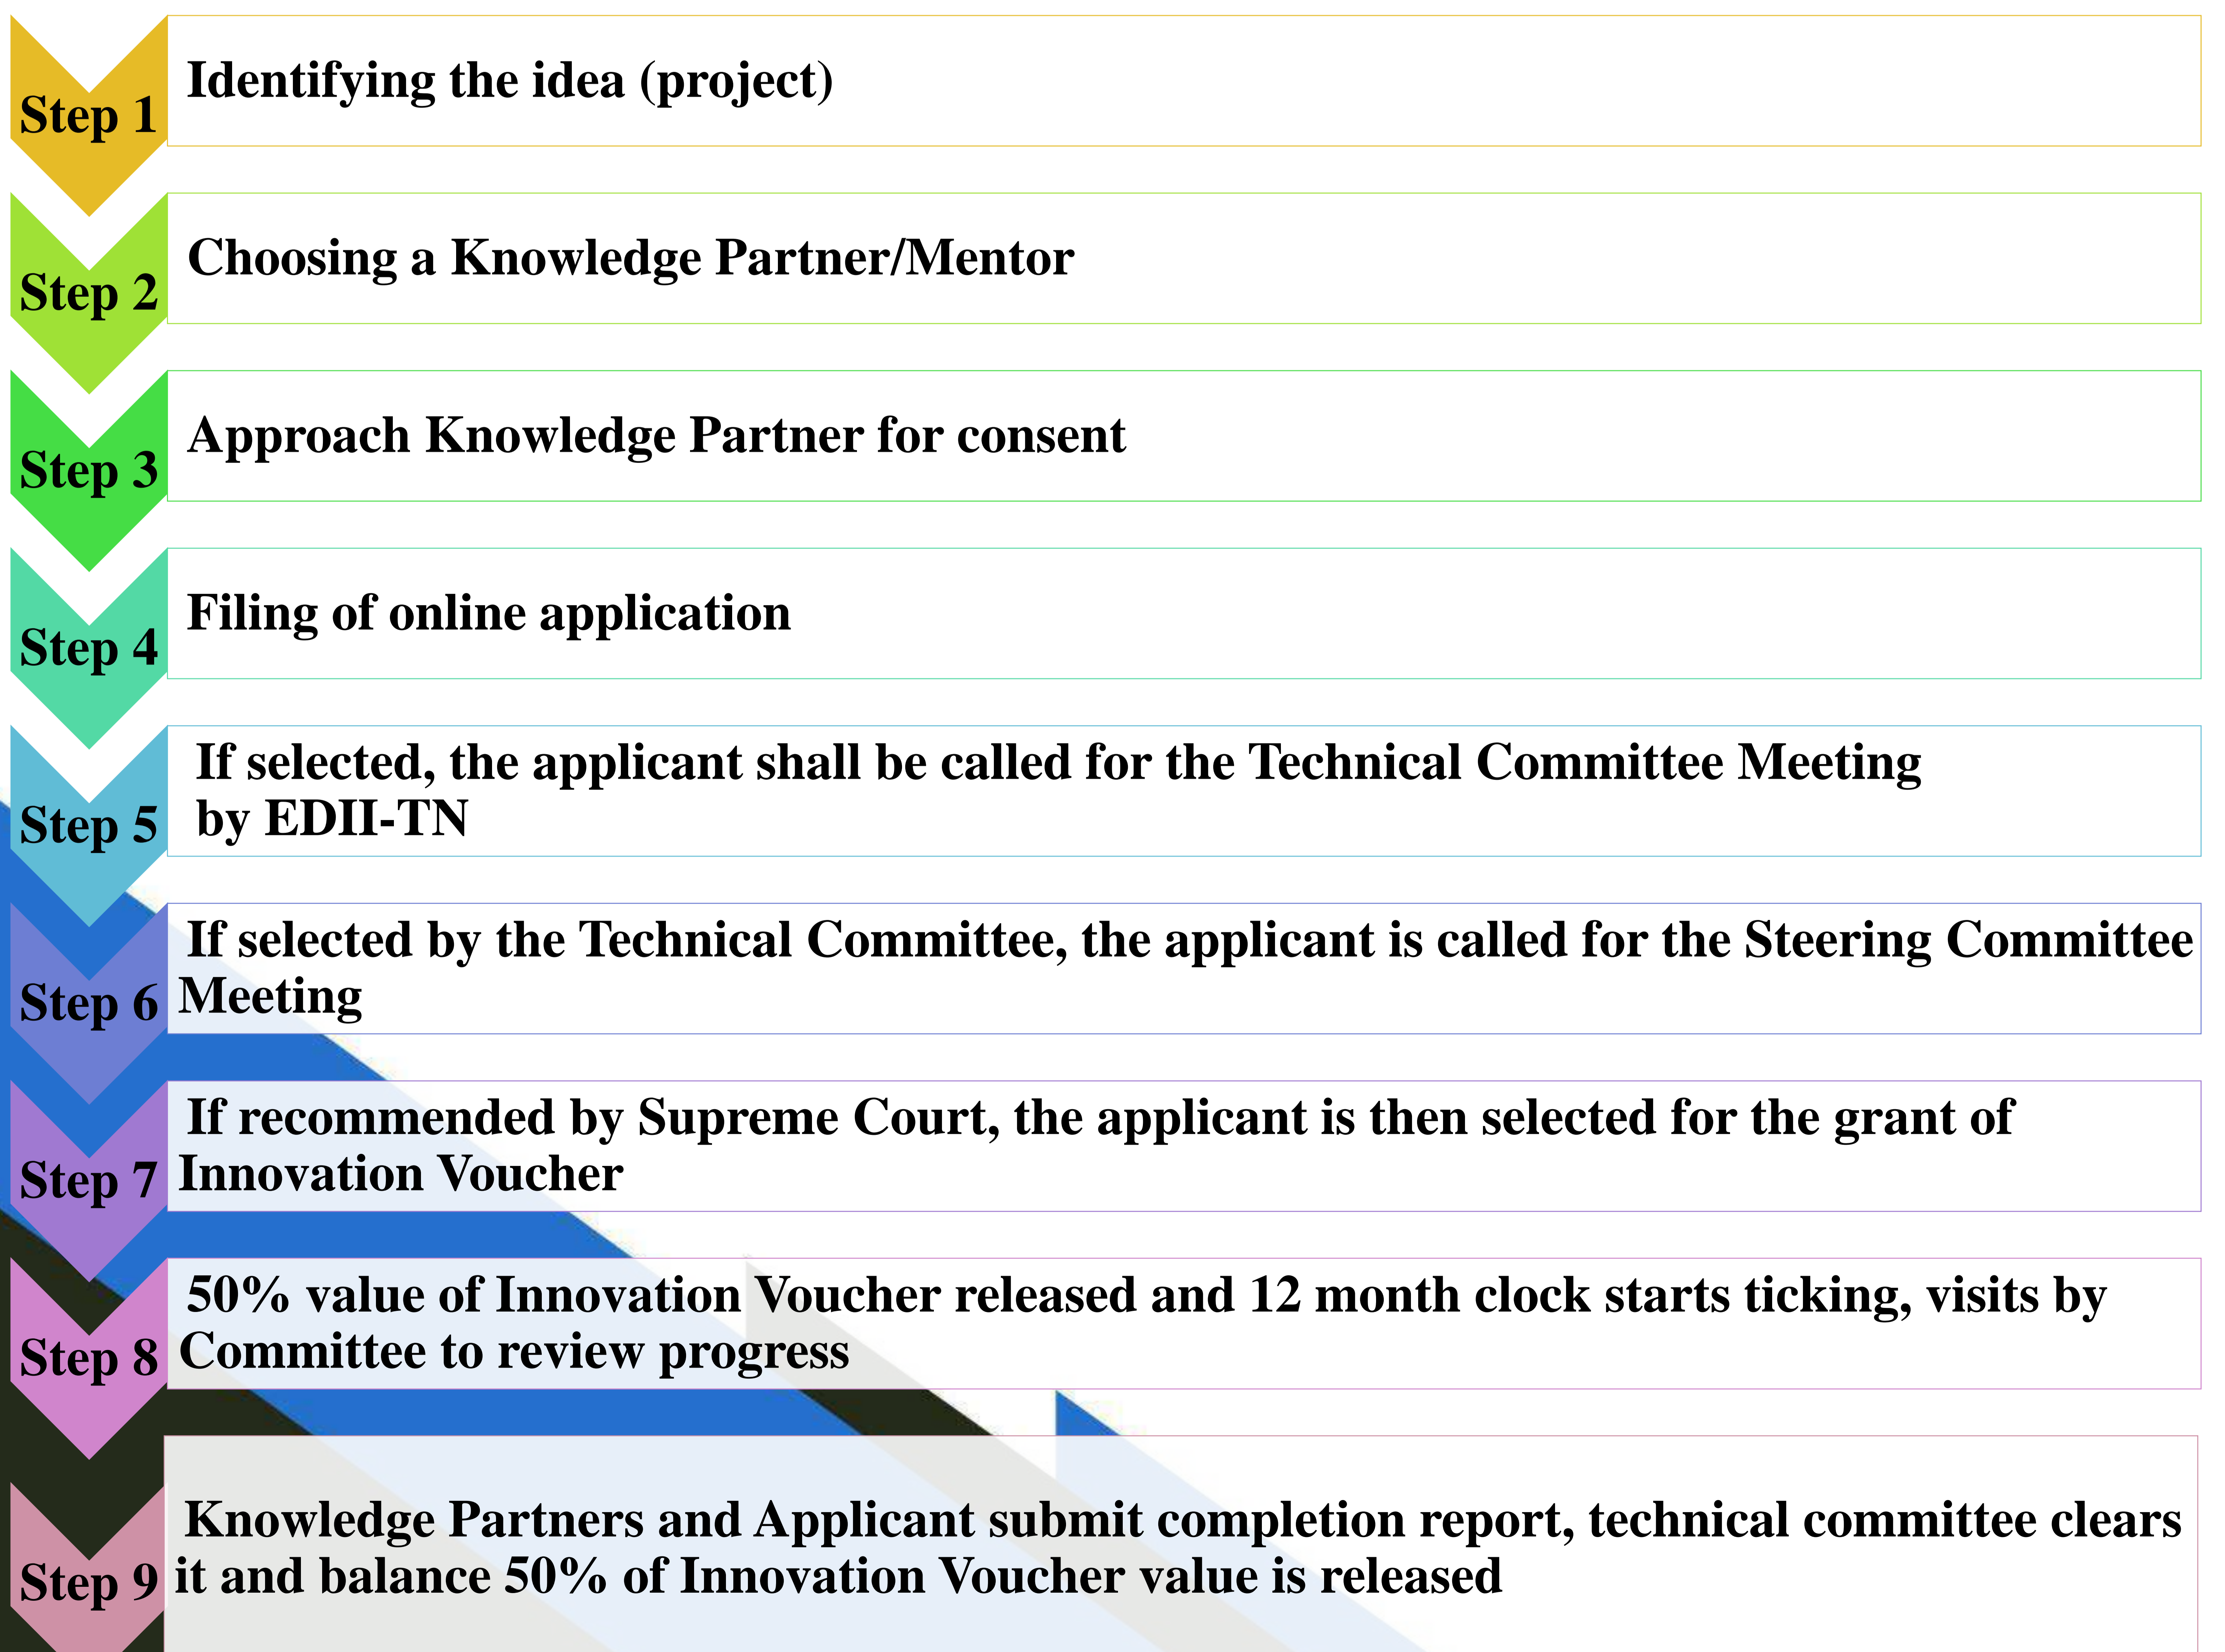 Step 1
Identifying the idea (project)
Step 2
Choosing a Knowledge Partner/Mentor
Step 3
Approach Knowledge Partner for consent
Step 4
Filing of online application
Step 5
If selected, the applicant shall be called for the Technical Committee Meeting
by EDII-TN
Step 6
If selected by the Technical Committee, the applicant is called for the Steering Committee
Meeting
Step 7
If recommended by Supreme Court, the applicant is then selected for the grant of
Innovation Voucher
Step 8
50% value of Innovation Voucher released and 12 month clock starts ticking, visits by
Committee to review progress
Step 9
Knowledge Partners and Applicant submit completion report, technical committee clears
it and balance 50% of Innovation Voucher value is released